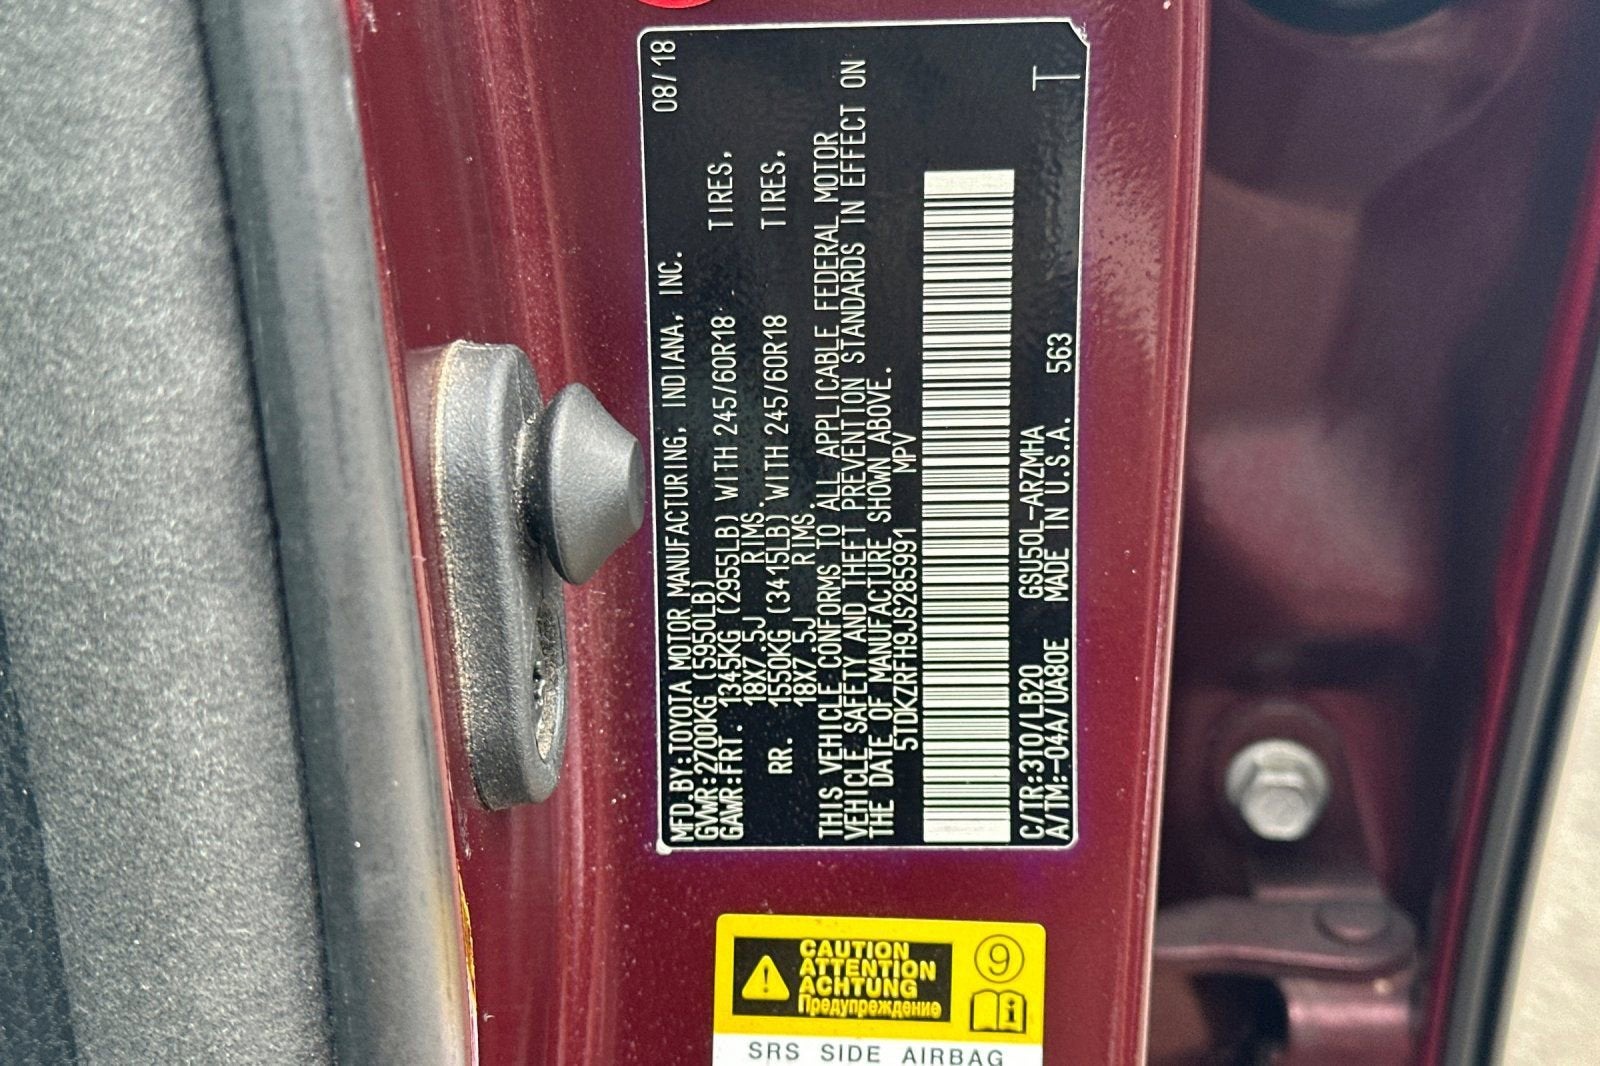 MFD.BY:TOYOTA MOTOR MANUFACTURING, INDIANA, INC. 08/18
GVWR:2700KG (5950LB)
GAWR:FRT. 1345KG (2955LB) WITH 245/60R18 TIRES,
18X7.5J RIMS.
RR. 1550KG (3415LB) WITH 245/60R18 TIRES,
18X7.5J RIMS.
THIS VEHICLE CONFORMS TO ALL APPLICABLE FEDERAL MOTOR
VEHICLE SAFETY AND THEFT PREVENTION STANDARDS IN EFFECT ON
THE DATE OF MANUFACTURE SHOWN ABOVE.
5TDKZRFH9JS285991 MPV
C/TR:3T0/LB20 GSU50L-ARZMHA
A/TM:-04A/UA80E MADE IN U.S.A. 563 T
CAUTION
ATTENTION
ACHTUNG
Предупреждение
9
i
SRS SIDE AIRBAG